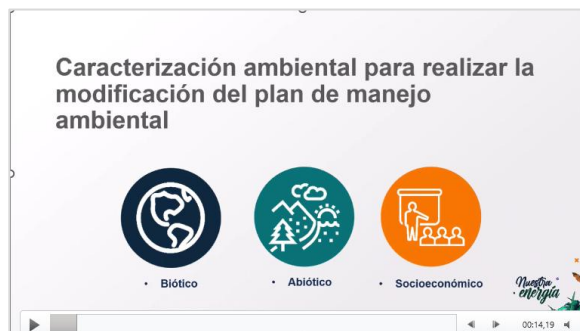 Caracterización ambiental para realizar la
modificación del plan de manejo
ambiental
• Biótico
• Abiótico
• Socioeconómico
Nuestra
energía
00:14,19